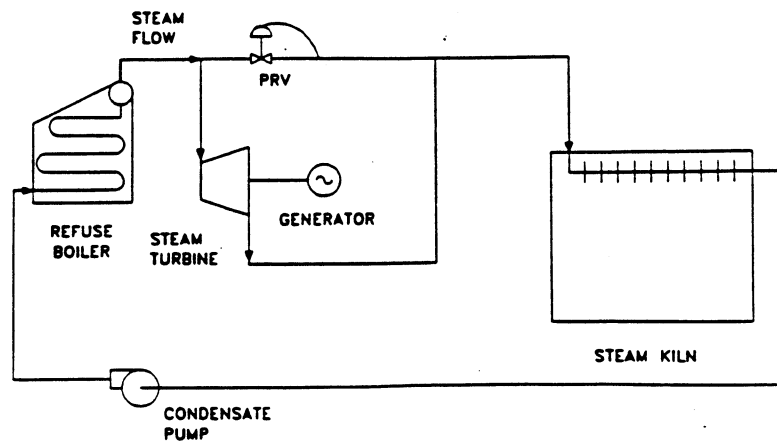 STEAM
FLOW
PRV
REFUSE
BOILER
STEAM
TURBINE
GENERATOR
STEAM KILN
CONDENSATE
PUMP